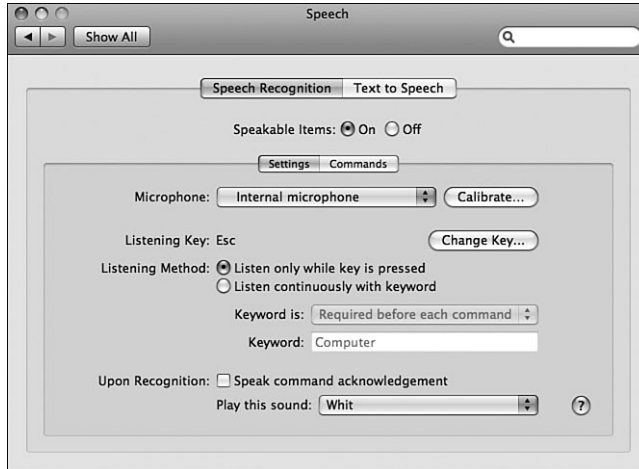 Speech
Show All
Speech Recognition Text to Speech
Speakable Items: On Off
Settings Commands
Microphone: Internal microphone Calibrate...
Listening Key: Esc Change Key...
Listening Method: Listen only while key is pressed
Listen continuously with keyword
Keyword is: Required before each command
Keyword: Computer
Upon Recognition: Speak command acknowledgement
Play this sound: Whit ?